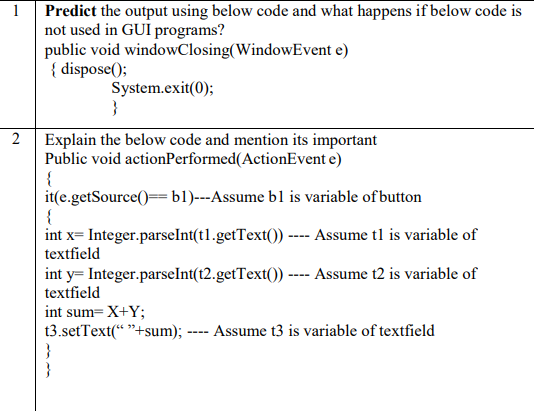 1 Predict the output using below code and what happens if below code is
not used in GUI programs?
public void windowClosing(WindowEvent e)
{ dispose();
System.exit(0);
}
2 Explain the below code and mention its important
Public void actionPerformed(ActionEvent e)
{
it(e.getSource()== b1)---Assume b1 is variable of button
{
int x= Integer.parseInt(t1.getText()) ---- Assume t1 is variable of
textfield
int y= Integer.parseInt(t2.getText()) ---- Assume t2 is variable of
textfield
int sum= X+Y;
t3.setText(“ ”+sum); ---- Assume t3 is variable of textfield
}
}